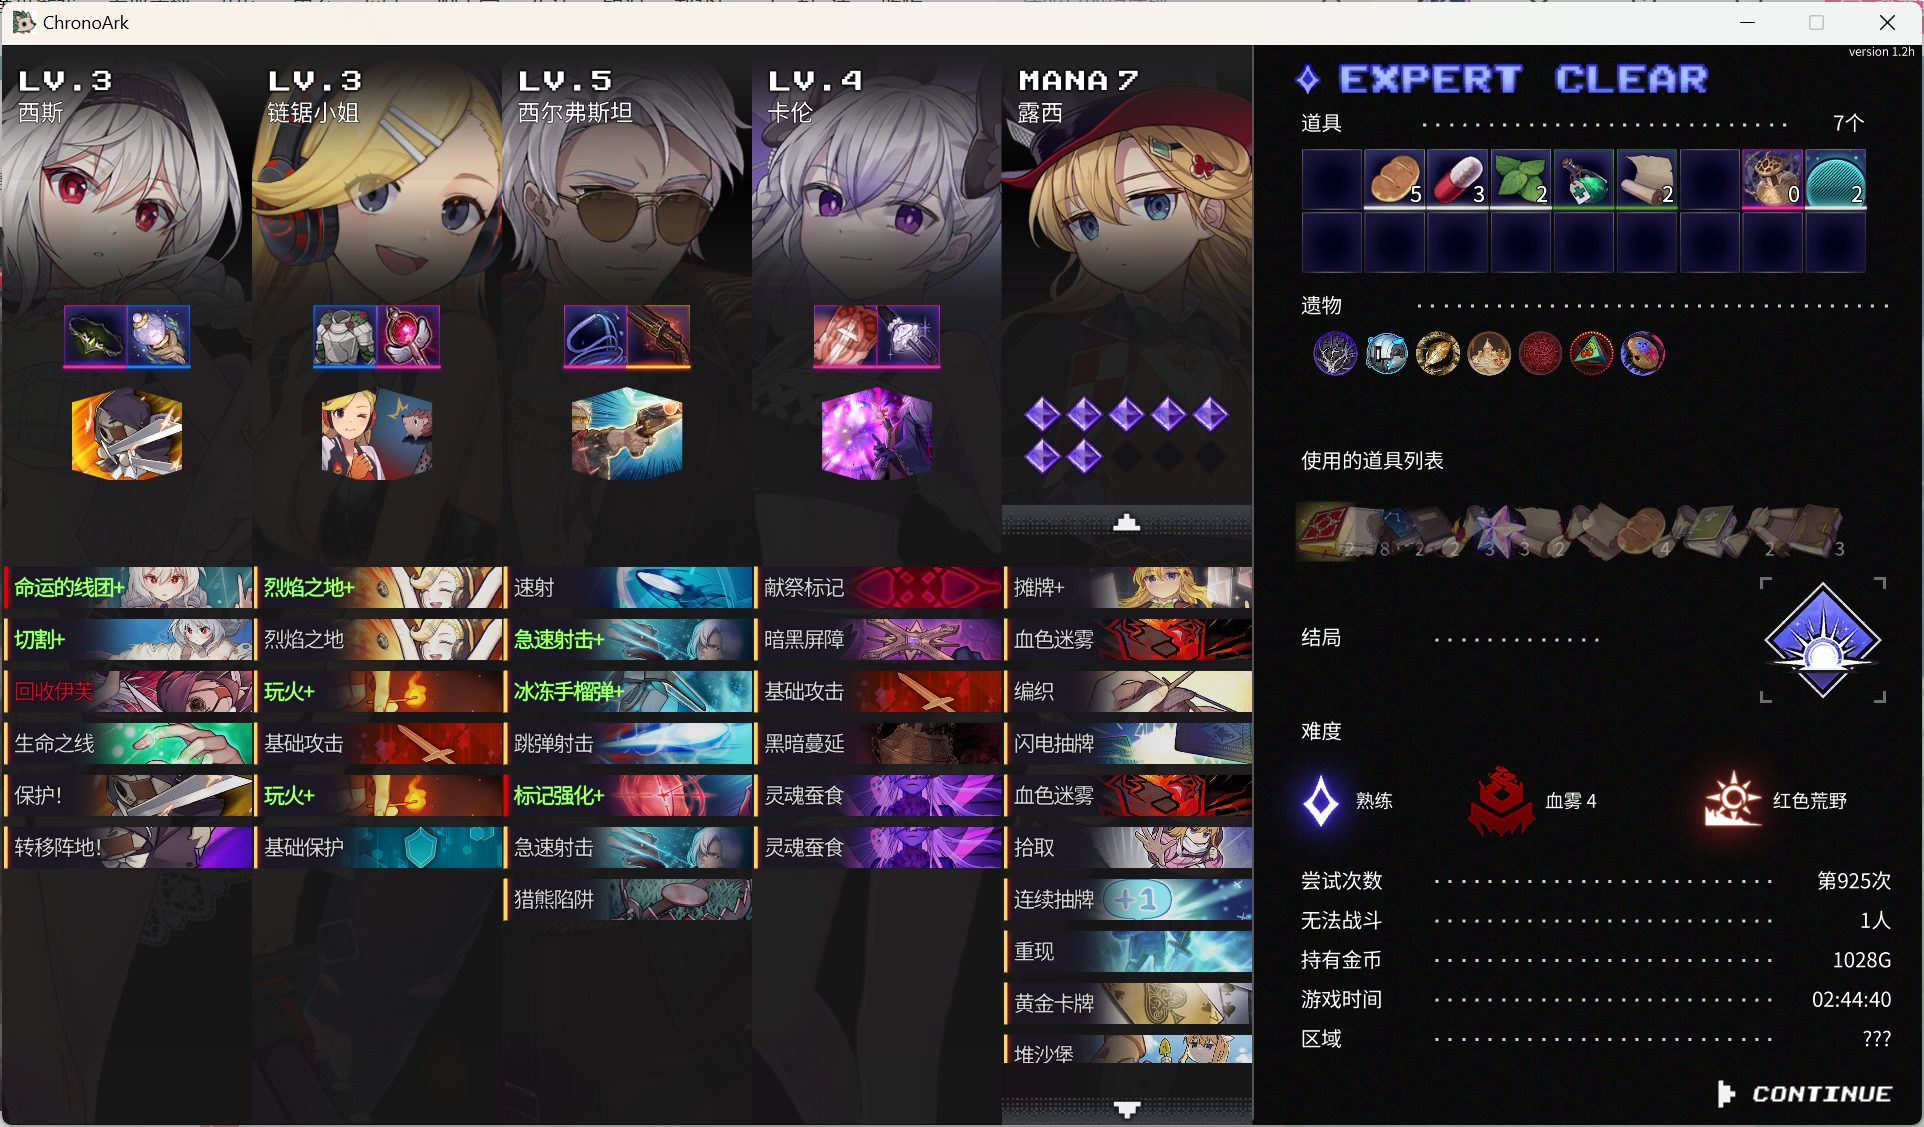 ChronoArk
version 1.2h
LV.3
西斯
LV.3
链锯小姐
LV.5
西尔弗斯坦
LV.4
卡伦
MANA 7
露西
命运的线团+
切割+
回收伊芙
生命之线
保护!
转移阵地!
烈焰之地+
烈焰之地
玩火+
基础攻击
玩火+
基础保护
速射
急速射击+
冰冻手榴弹+
跳弹射击
标记强化+
急速射击
猎熊陷阱
献祭标记
暗黑屏障
基础攻击
黑暗蔓延
灵魂蚕食
灵魂蚕食
摊牌+
血色迷雾
编织
闪电抽牌
血色迷雾
拾取
连续抽牌
+1
重现
黄金卡牌
堆沙堡
EXPERT CLEAR
道具 7个
5 3 2 2 0 2
遗物
使用的道具列表
2 8 2 2 3 3 2 4 2 3
结局
难度
熟练 血雾 4 红色荒野
尝试次数 第925次
无法战斗 1人
持有金币 1028G
游戏时间 02:44:40
区域 ???
CONTINUE